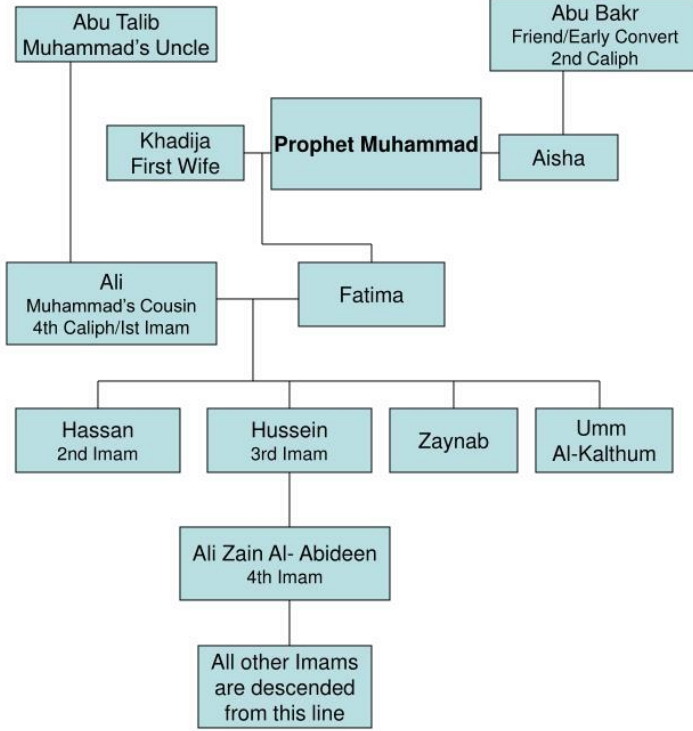 Abu Talib
Muhammad's Uncle
Abu Bakr
Friend/Early Convert
2nd Caliph
Khadija
First Wife
Prophet Muhammad
Aisha
Ali
Muhammad's Cousin
4th Caliph/Ist Imam
Fatima
Hassan
2nd Imam
Hussein
3rd Imam
Zaynab
Umm
Al-Kalthum
Ali Zain Al- Abideen
4th Imam
All other Imams
are descended
from this line